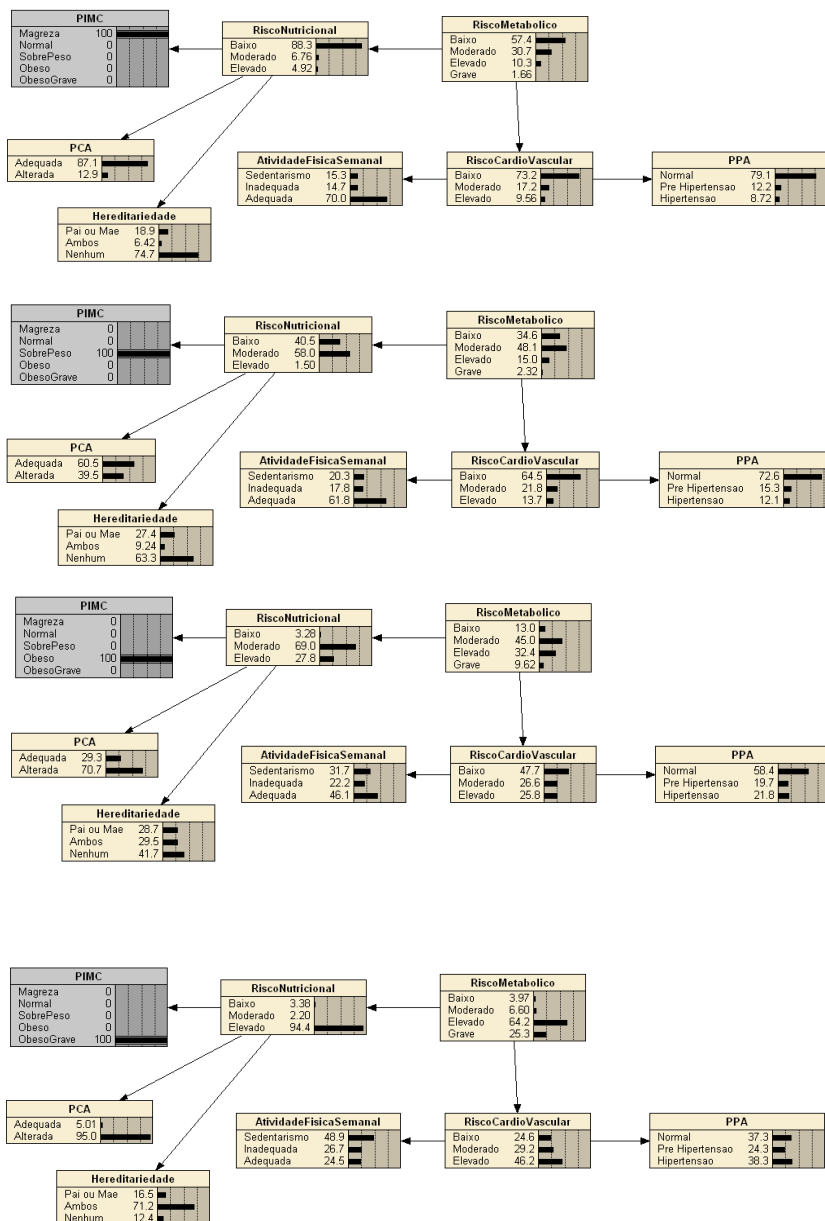 PIMC
Magreza 100
Normal 0
SobrePeso 0
Obeso 0
ObesoGrave 0
RiscoNutricional
Baixo 88.3
Moderado 6.76
Elevado 4.92
RiscoMetabolico
Baixo 57.4
Moderado 30.7
Elevado 10.3
Grave 1.66
PCA
Adequada 87.1
Alterada 12.9
AtividadeFisicaSemanal
Sedentarismo 15.3
Inadequada 14.7
Adequada 70.0
RiscoCardioVascular
Baixo 73.2
Moderado 17.2
Elevado 9.56
PPA
Normal 79.1
Pre Hipertensao 12.2
Hipertensao 8.72
Hereditariedade
Pai ou Mae 18.9
Ambos 6.42
Nenhum 74.7
PIMC
Magreza 0
Normal 0
SobrePeso 100
Obeso 0
ObesoGrave 0
RiscoNutricional
Baixo 40.5
Moderado 58.0
Elevado 1.50
RiscoMetabolico
Baixo 34.6
Moderado 48.1
Elevado 15.0
Grave 2.32
PCA
Adequada 60.5
Alterada 39.5
AtividadeFisicaSemanal
Sedentarismo 20.3
Inadequada 17.8
Adequada 61.8
RiscoCardioVascular
Baixo 64.5
Moderado 21.8
Elevado 13.7
PPA
Normal 72.6
Pre Hipertensao 15.3
Hipertensao 12.1
Hereditariedade
Pai ou Mae 27.4
Ambos 9.24
Nenhum 63.3
PIMC
Magreza 0
Normal 0
SobrePeso 0
Obeso 100
ObesoGrave 0
RiscoNutricional
Baixo 3.28
Moderado 69.0
Elevado 27.8
RiscoMetabolico
Baixo 13.0
Moderado 45.0
Elevado 32.4
Grave 9.62
PCA
Adequada 29.3
Alterada 70.7
AtividadeFisicaSemanal
Sedentarismo 31.7
Inadequada 22.2
Adequada 46.1
RiscoCardioVascular
Baixo 47.7
Moderado 26.6
Elevado 25.8
PPA
Normal 58.4
Pre Hipertensao 19.7
Hipertensao 21.8
Hereditariedade
Pai ou Mae 28.7
Ambos 29.5
Nenhum 41.7
PIMC
Magreza 0
Normal 0
SobrePeso 0
Obeso 0
ObesoGrave 100
RiscoNutricional
Baixo 3.38
Moderado 2.20
Elevado 94.4
RiscoMetabolico
Baixo 3.97
Moderado 6.60
Elevado 64.2
Grave 25.3
PCA
Adequada 5.01
Alterada 95.0
AtividadeFisicaSemanal
Sedentarismo 48.9
Inadequada 26.7
Adequada 24.5
RiscoCardioVascular
Baixo 24.6
Moderado 29.2
Elevado 46.2
PPA
Normal 37.3
Pre Hipertensao 24.3
Hipertensao 38.3
Hereditariedade
Pai ou Mae 16.5
Ambos 71.2
Nenhum 12.4